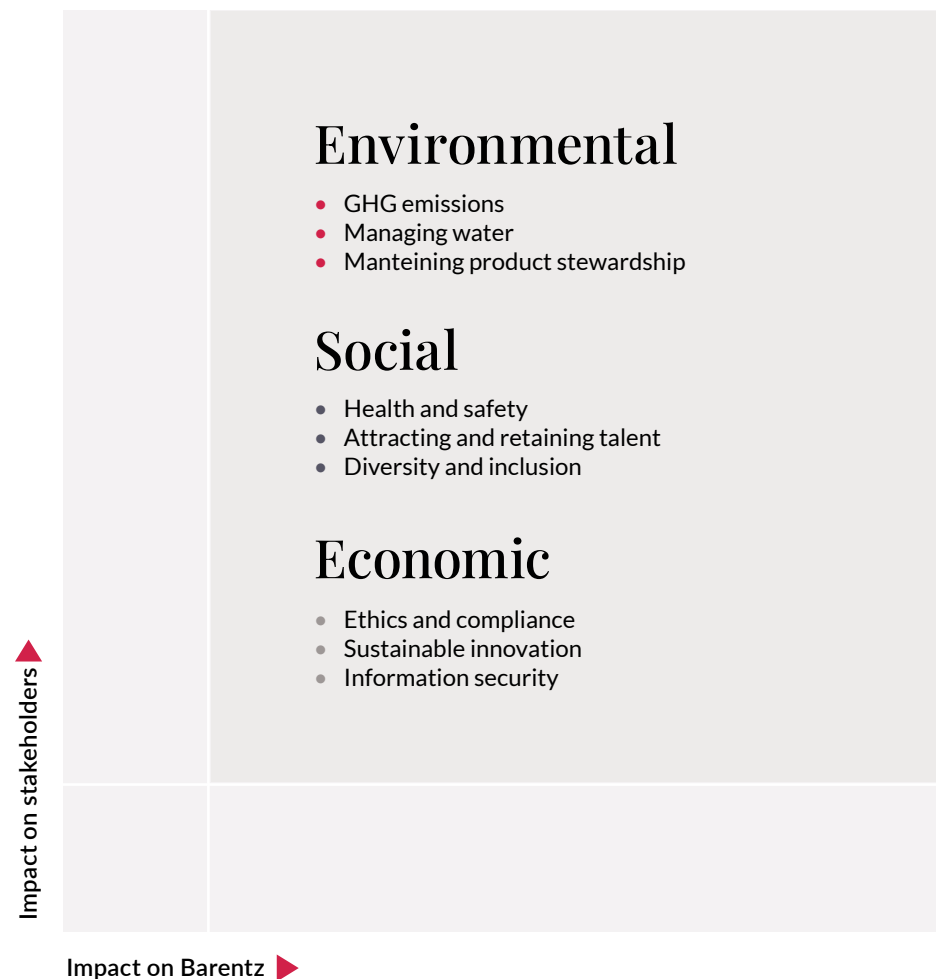 Environmental
• GHG emissions
• Managing water
• Manteining product stewardship
Social
• Health and safety
• Attracting and retaining talent
• Diversity and inclusion
Economic
• Ethics and compliance
• Sustainable innovation
• Information security
Impact on stakeholders
Impact on Barentz